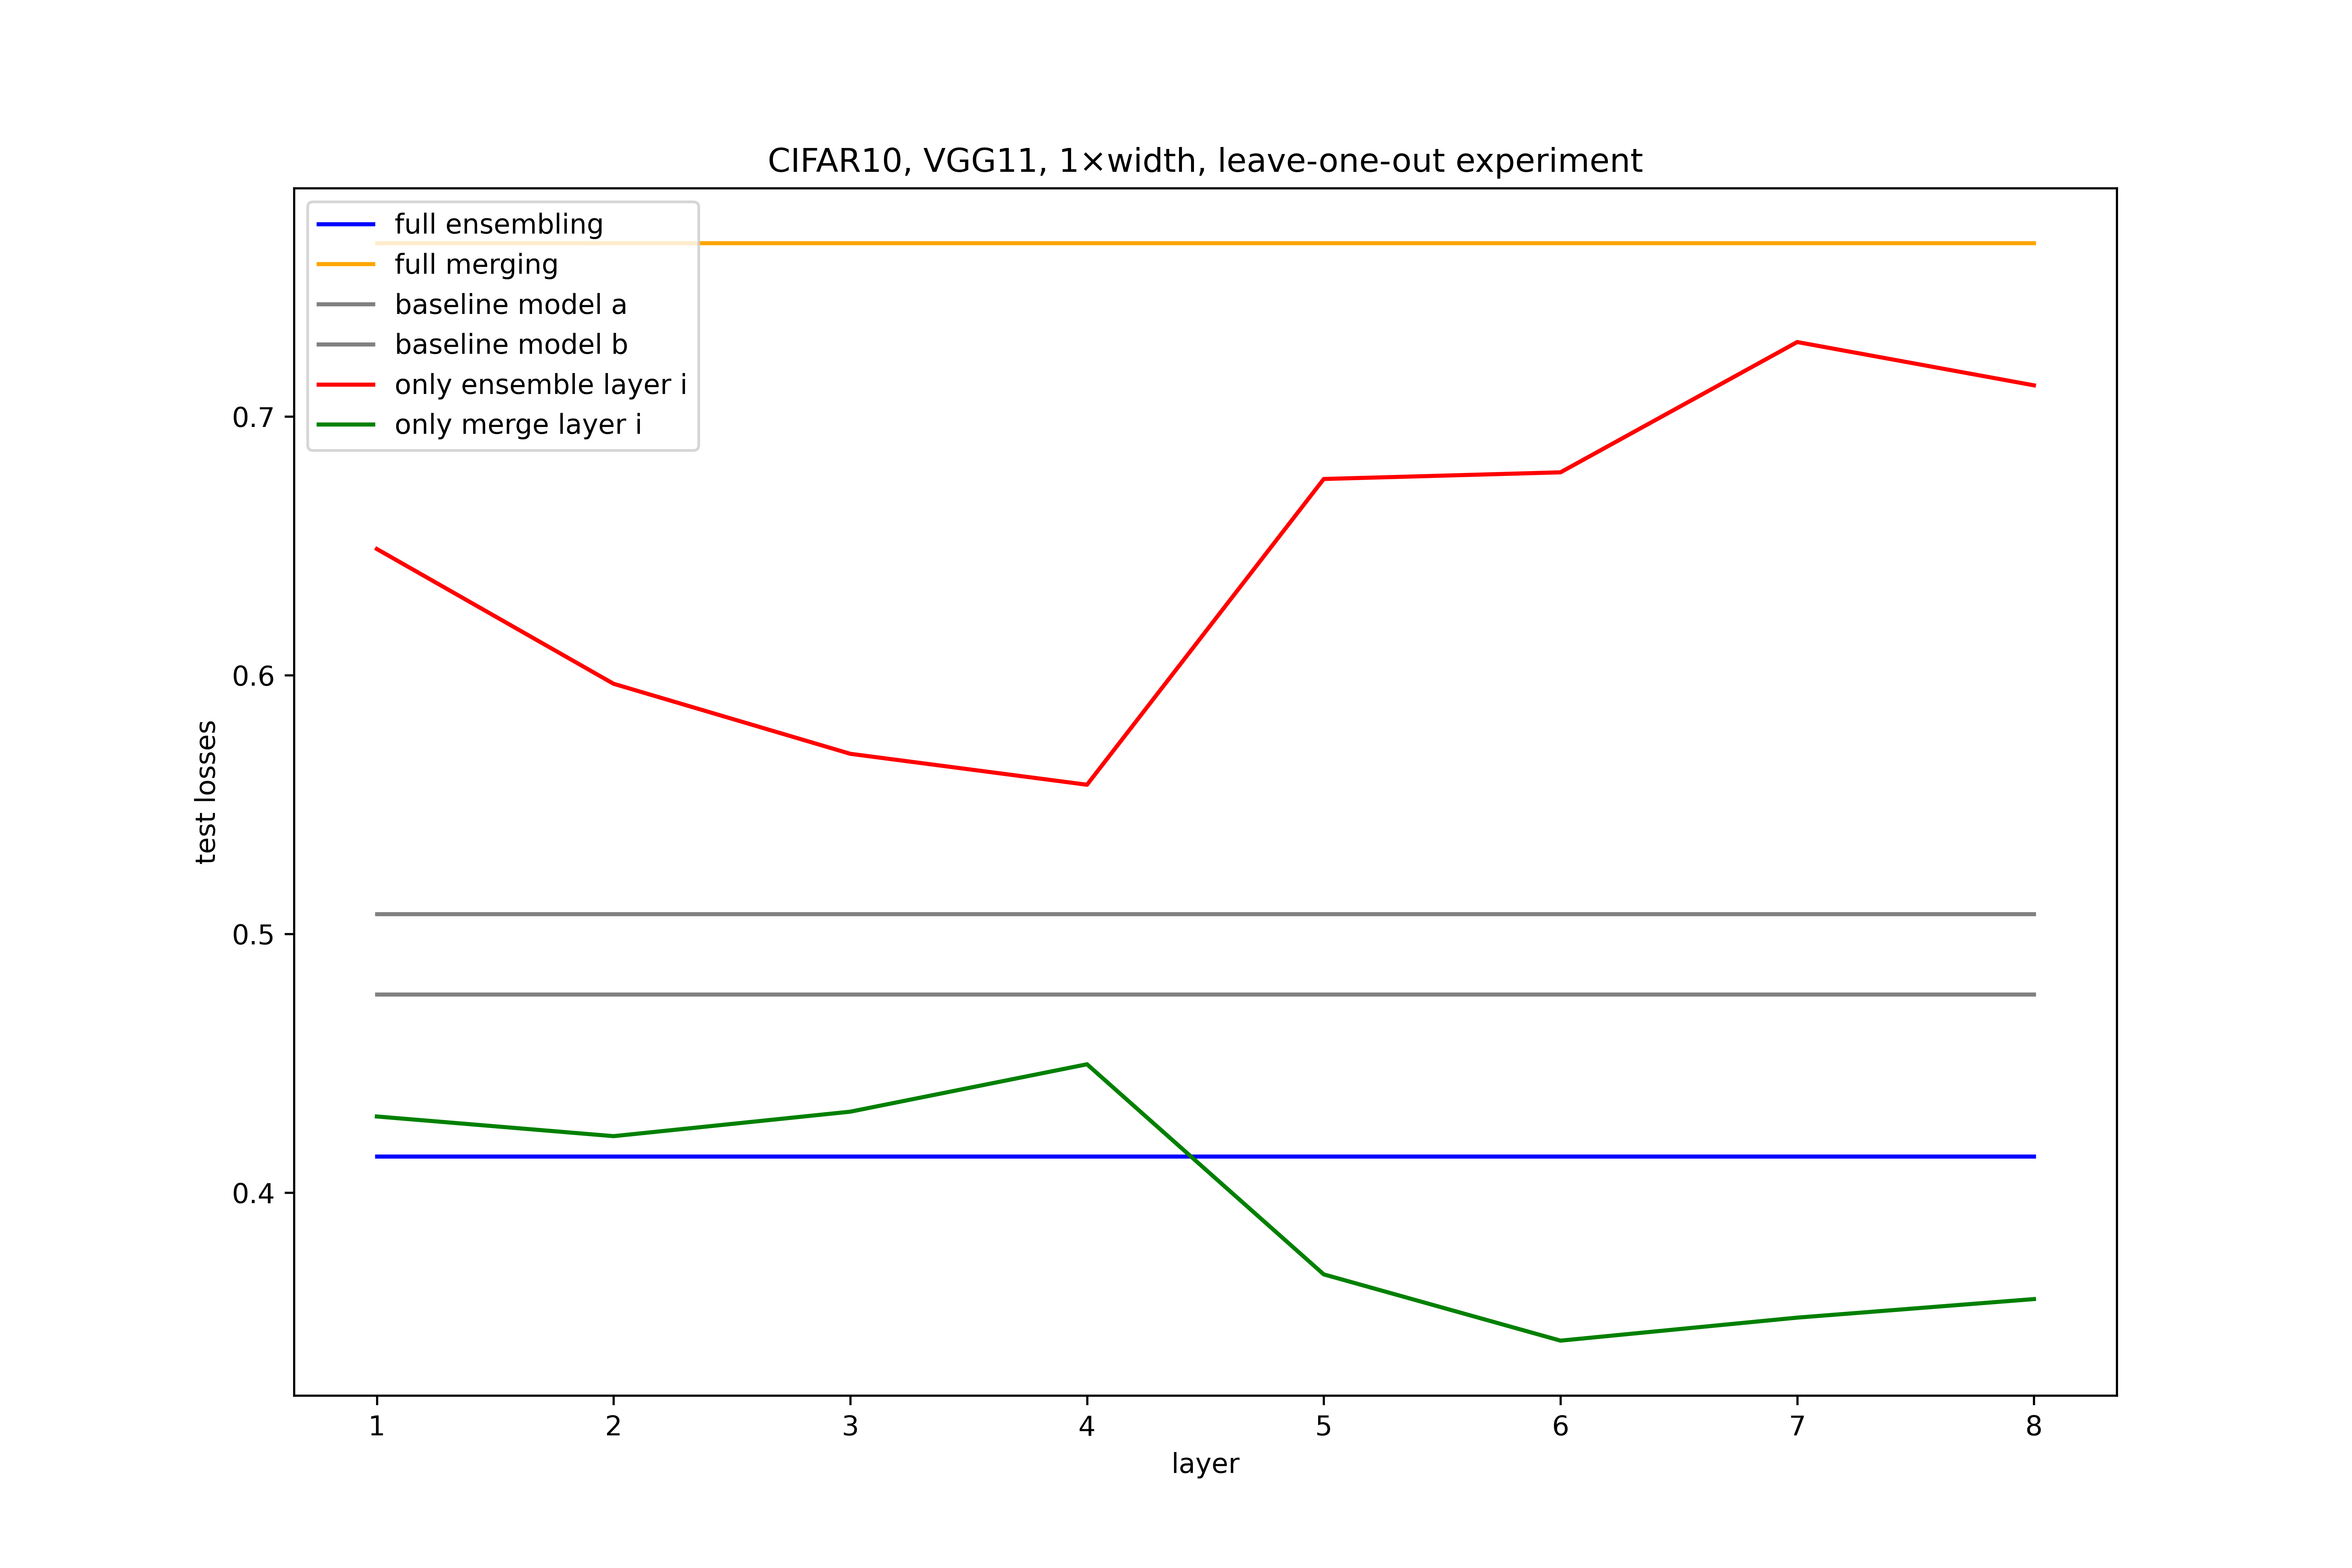 CIFAR10, VGG11, 1×width, leave-one-out experiment
full ensembling
full merging
baseline model a
baseline model b
only ensemble layer i
only merge layer i
0.7
0.6
0.5
0.4
test losses
1 2 3 4 5 6 7 8
layer